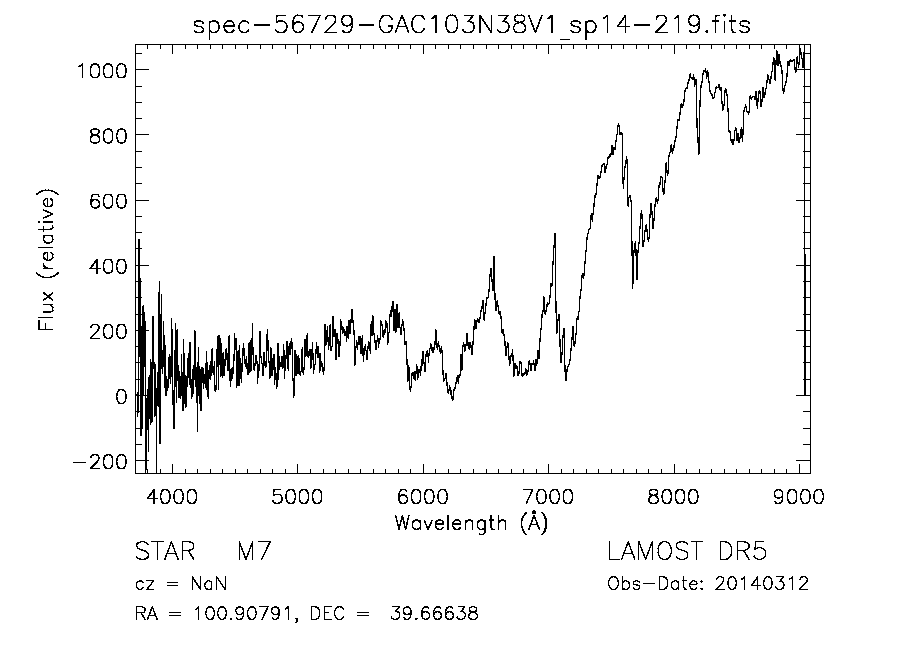 spec-56729-GAC103N38V1_sp14-219.fits
1000
800
600
400
200
0
-200
Flux (relative)
4000 5000 6000 7000 8000 9000
Wavelength (Å)
STAR M7 LAMOST DR5
cz = NaN Obs-Date: 20140312
RA = 100.90791, DEC = 39.66638